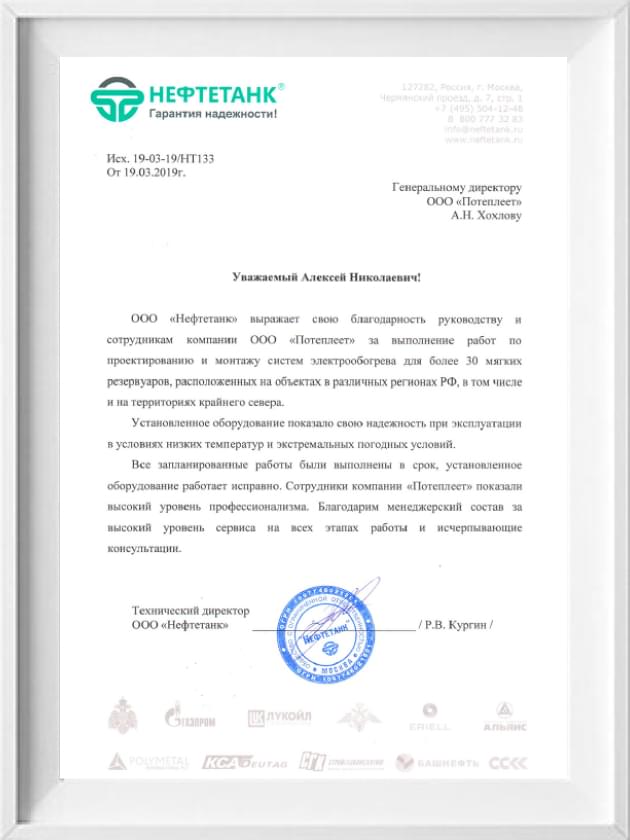 НЕФТЕТАНК®
Гарантия надежности!
127282, Россия, г. Москва,
Чермянский проезд, д. 7, стр. 1
+7 (495) 504-12-48
8 800 777 32 83
info@neftetank.ru
www.neftetank.ru
Исх. 19-03-19/НТ133
От 19.03.2019г.
Генеральному директору
ООО «Потеплеет»
А.Н. Хохлову
Уважаемый Алексей Николаевич!
ООО «Нефтетанк» выражает свою благодарность руководству и
сотрудникам компании ООО «Потеплеет» за выполнение работ по
проектированию и монтажу систем электрообогрева для более 30 мягких
резервуаров, расположенных на объектах в различных регионах РФ, в том числе
и на территориях крайнего севера.
Установленное оборудование показало свою надежность при эксплуатации
в условиях низких температур и экстремальных погодных условий.
Все запланированные работы были выполнены в срок, установленное
оборудование работает исправно. Сотрудники компании «Потеплеет» показали
высокий уровень профессионализма. Благодарим менеджерский состав за
высокий уровень сервиса на всех этапах работы и исчерпывающие
консультации.
Технический директор
ООО «Нефтетанк» / Р.В. Кургин /
ОБЩЕСТВО С ОГРАНИЧЕННОЙ ОТВЕТСТВЕННОСТЬЮ
"НЕФТЕТАНК"
* МОСКВА *
ГАЗПРОМ
ЛУКОЙЛ
ERIELL
АЛЬЯНС
POLYMETAL
KCA DEUTAG
БАШНЕФТЬ
ССК